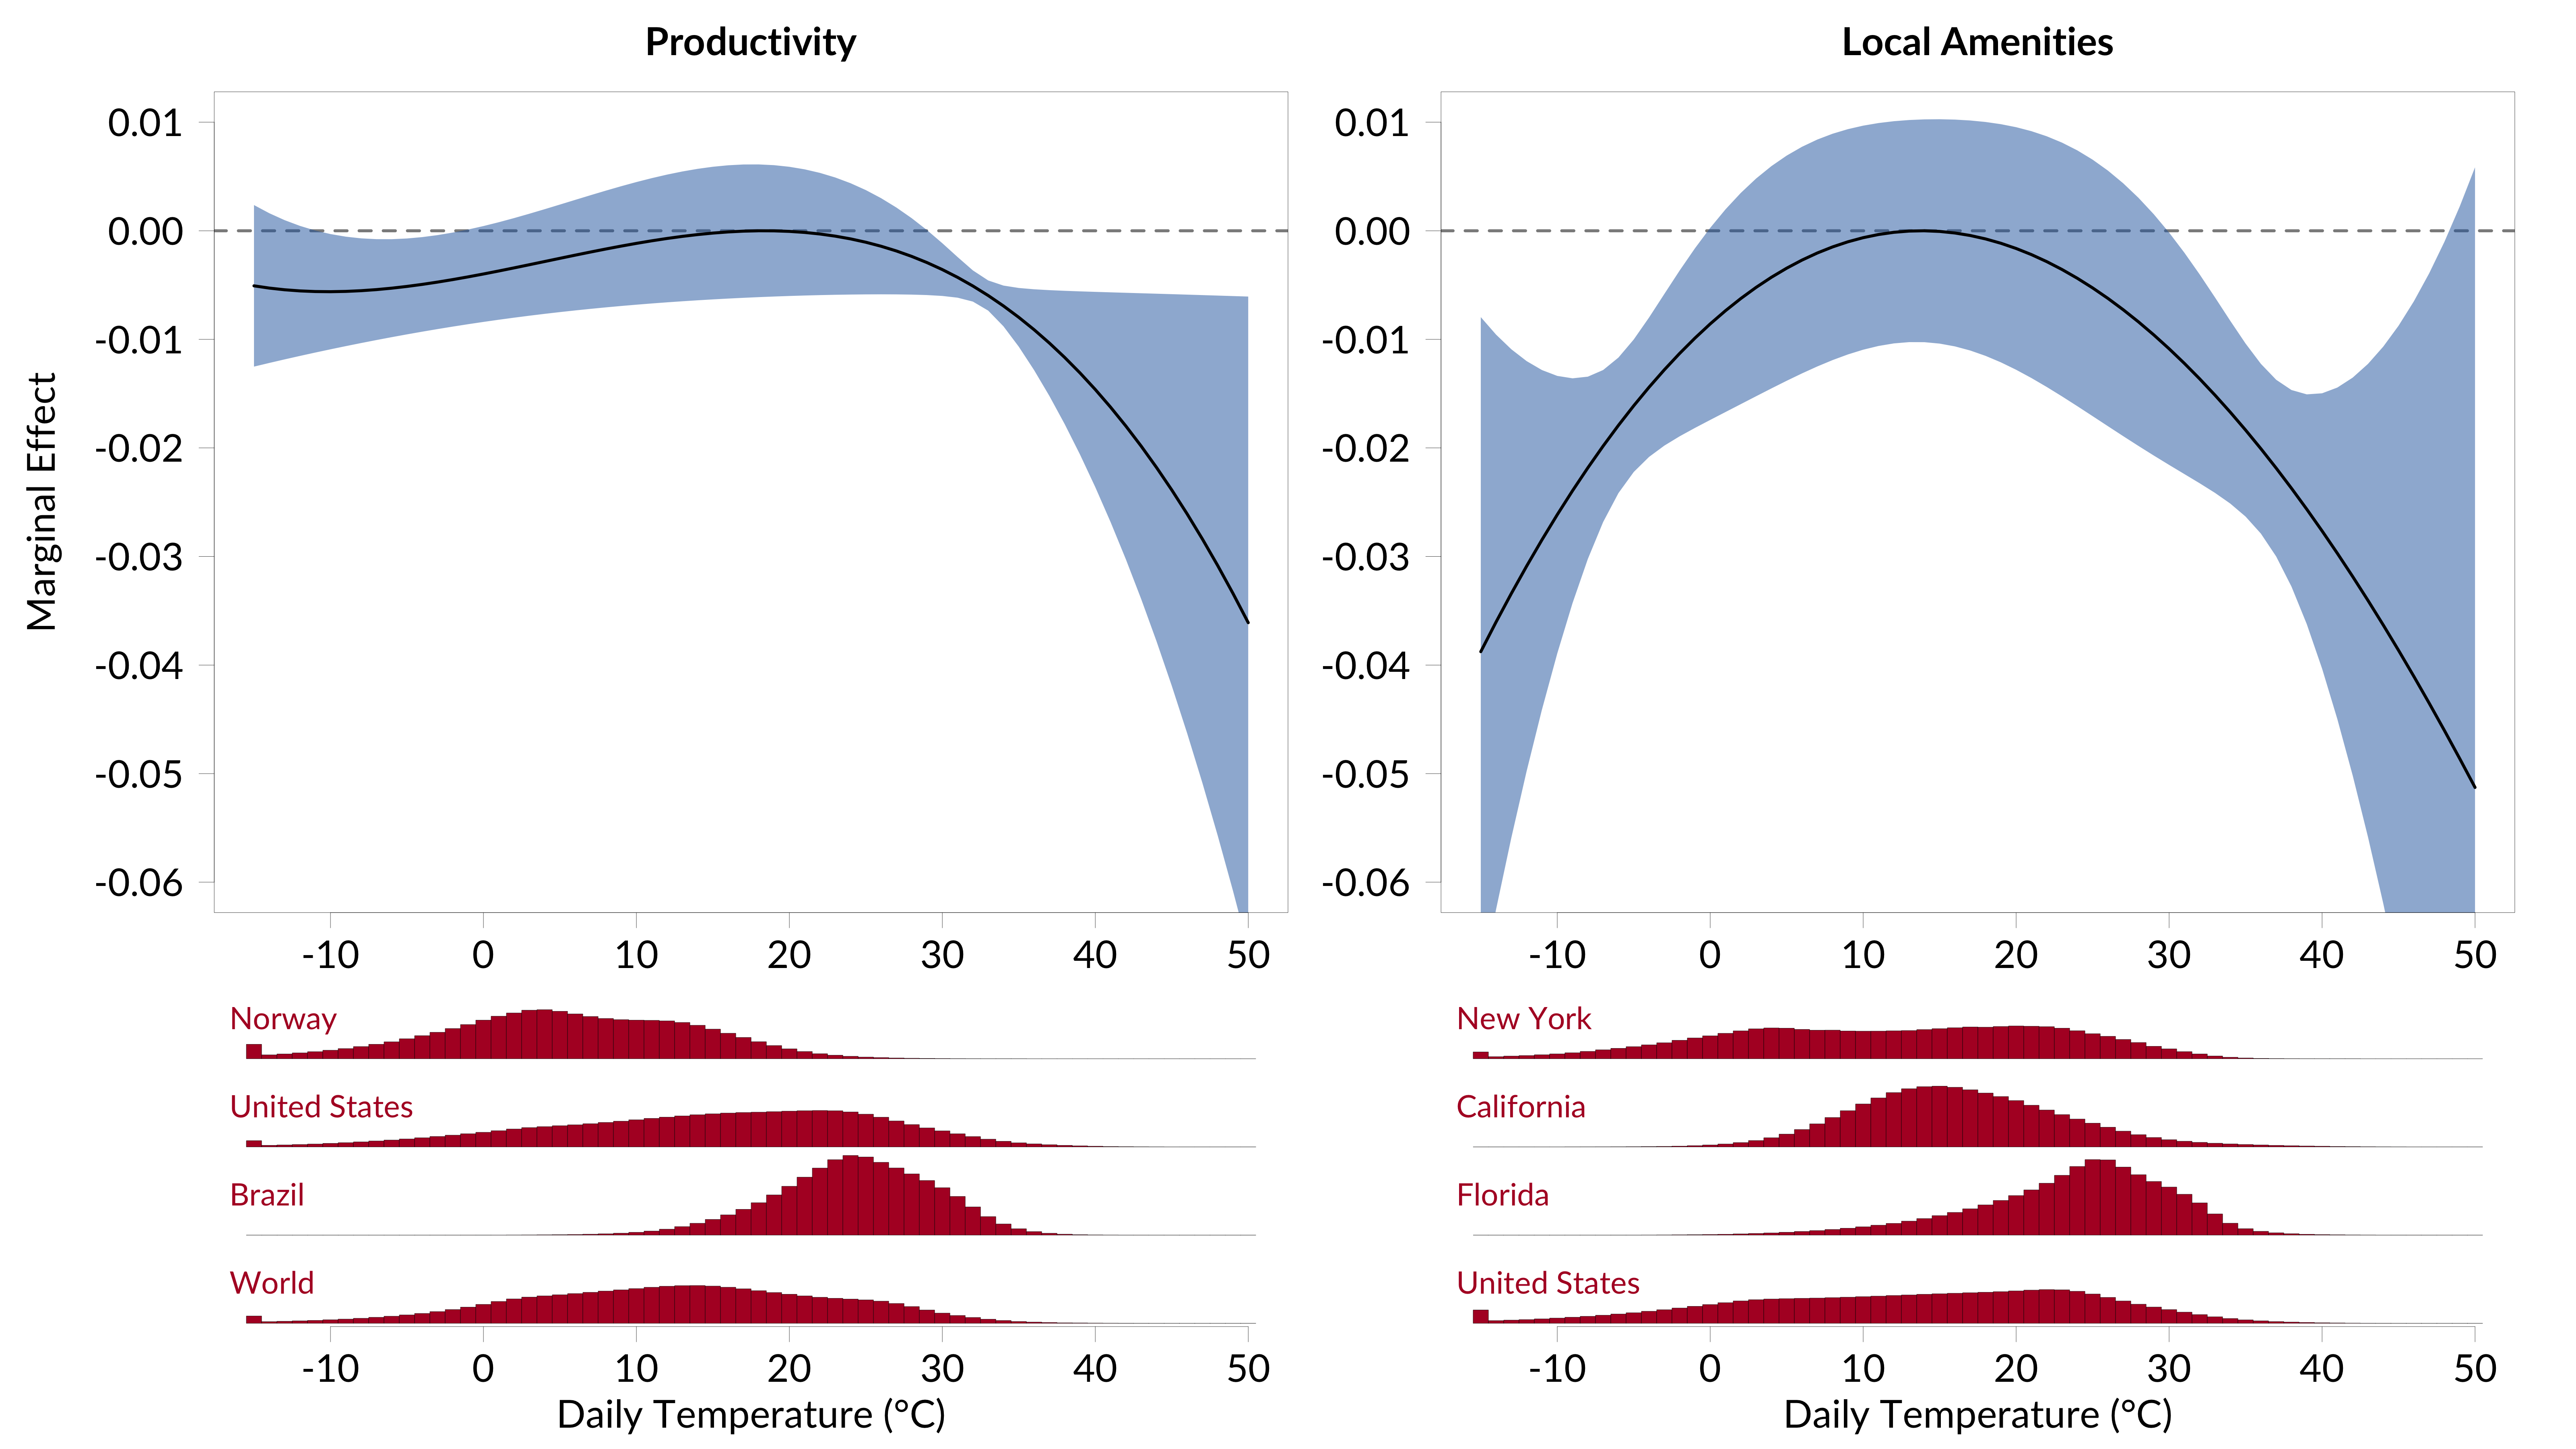 Productivity
Local Amenities
Marginal Effect
0.01
0.00
-0.01
-0.02
-0.03
-0.04
-0.05
-0.06
-10 0 10 20 30 40 50
0.01
0.00
-0.01
-0.02
-0.03
-0.04
-0.05
-0.06
-10 0 10 20 30 40 50
Norway
United States
Brazil
World
-10 0 10 20 30 40 50
Daily Temperature (°C)
New York
California
Florida
United States
-10 0 10 20 30 40 50
Daily Temperature (°C)